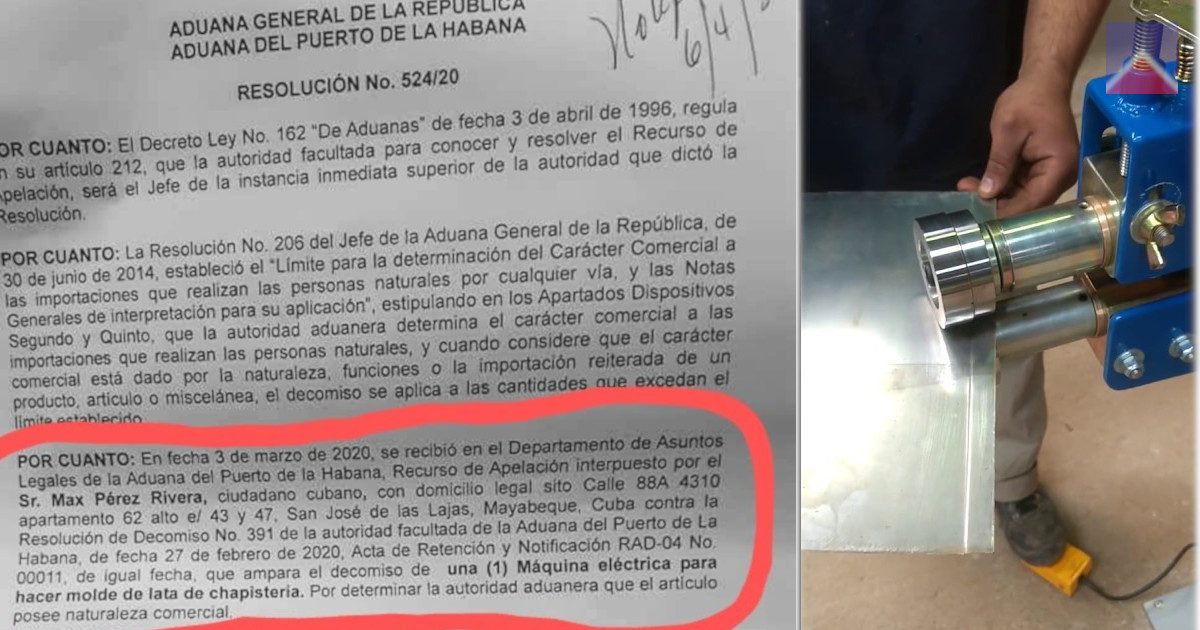 ADUANA GENERAL DE LA REPÚBLICA
ADUANA DEL PUERTO DE LA HABANA
RESOLUCIÓN No. 524/20
OR CUANTO: El Decreto Ley No. 162 "De Aduanas" de fecha 3 de abril de 1996, regula
n su artículo 212, que la autoridad facultada para conocer y resolver el Recurso de
Apelación, será el Jefe de la instancia inmediata superior de la autoridad que dictó la
Resolución.
POR CUANTO: La Resolución No. 206 del Jefe de la Aduana General de la República, de
30 de junio de 2014, estableció el "Límite para la determinación del Carácter Comercial a
las importaciones que realizan las personas naturales por cualquier vía, y las Notas
Generales de interpretación para su aplicación", estipulando en los Apartados Dispositivos
Segundo y Quinto, que la autoridad aduanera determina el carácter comercial a las
importaciones que realizan las personas naturales, y cuando considere que el carácter
comercial está dado por la naturaleza, funciones o la importación reiterada de un
producto, artículo o miscelánea, el decomiso se aplica a las cantidades que excedan el
límite establecido.
POR CUANTO: En fecha 3 de marzo de 2020, se recibió en el Departamento de Asuntos
Legales de la Aduana del Puerto de la Habana, Recurso de Apelación interpuesto por el
Sr. Max Pérez Rivera, ciudadano cubano, con domicilio legal sito Calle 88A 4310
apartamento 62 alto e/ 43 y 47, San José de las Lajas, Mayabeque, Cuba contra la
Resolución de Decomiso No. 391 de la autoridad facultada de la Aduana del Puerto de La
Habana, de fecha 27 de febrero de 2020, Acta de Retención y Notificación RAD-04 No.
00011, de igual fecha, que ampara el decomiso de una (1) Máquina eléctrica para
hacer molde de lata de chapistería. Por determinar la autoridad aduanera que el artículo
posee naturaleza comercial.